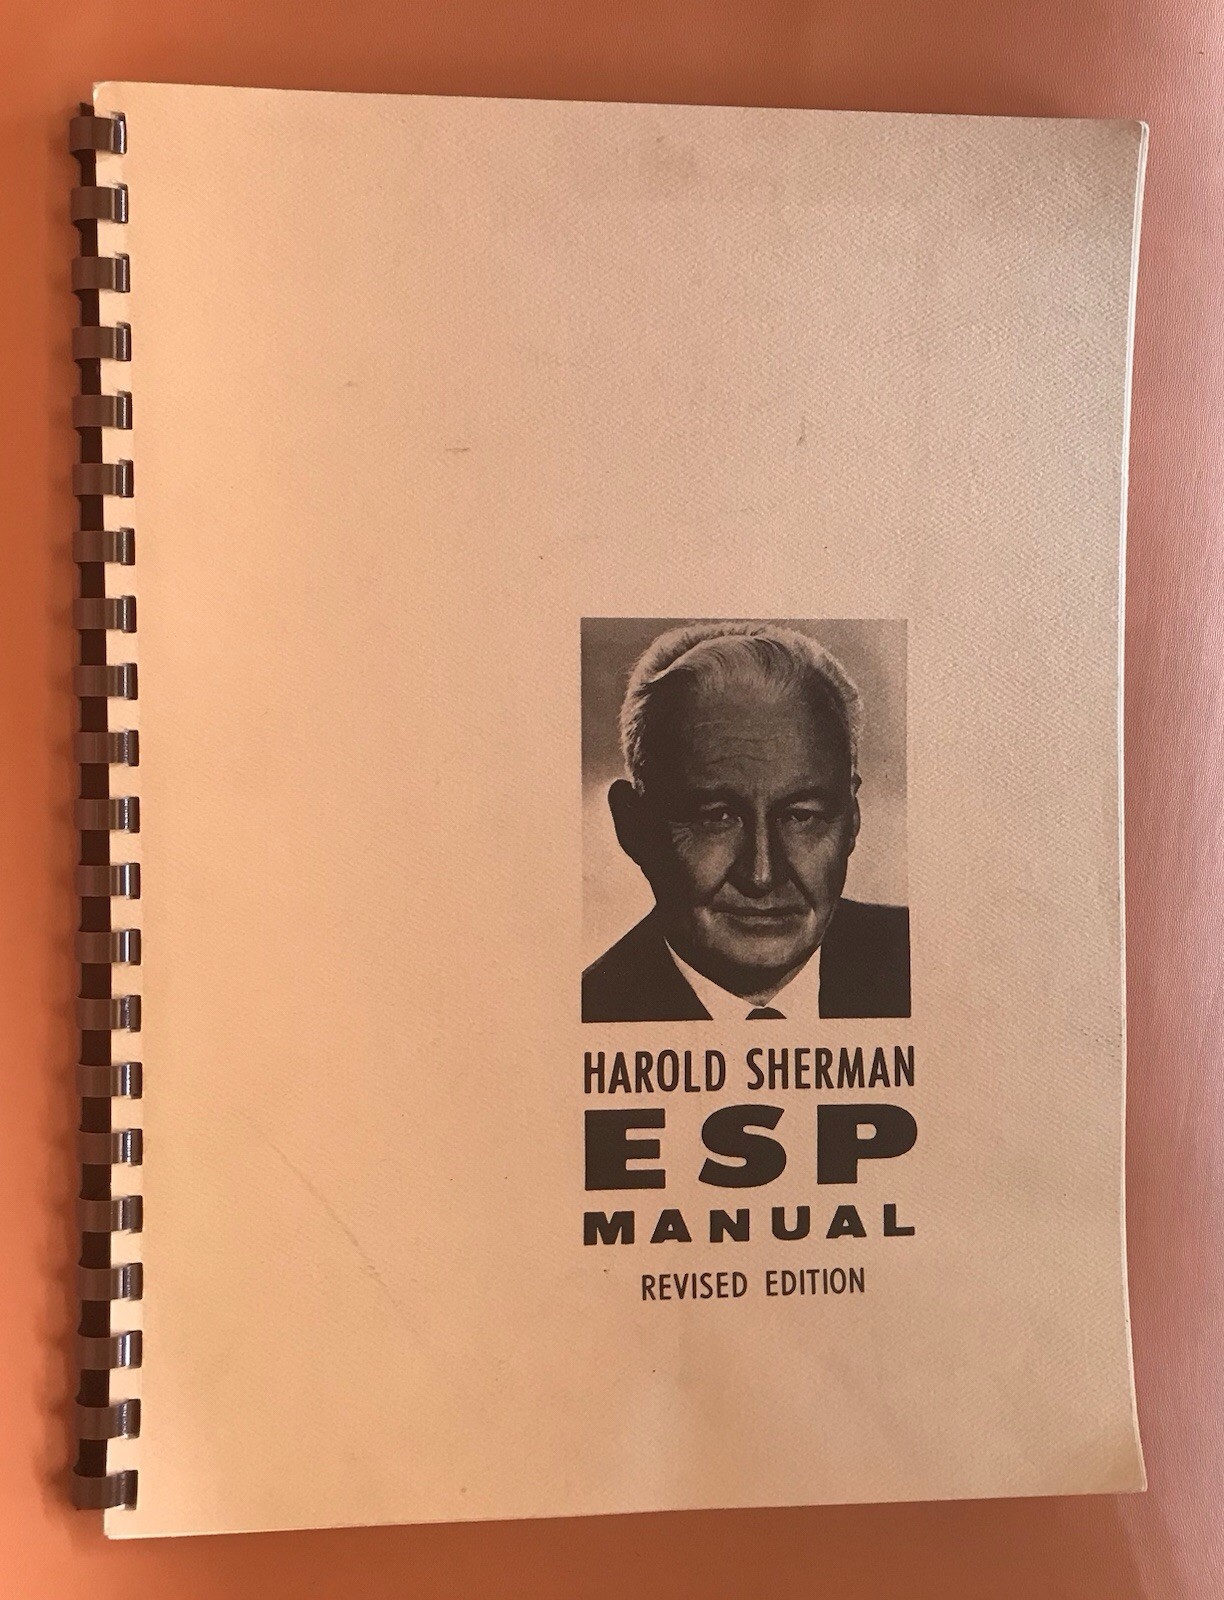 HAROLD SHERMAN
ESP
MANUAL
REVISED EDITION